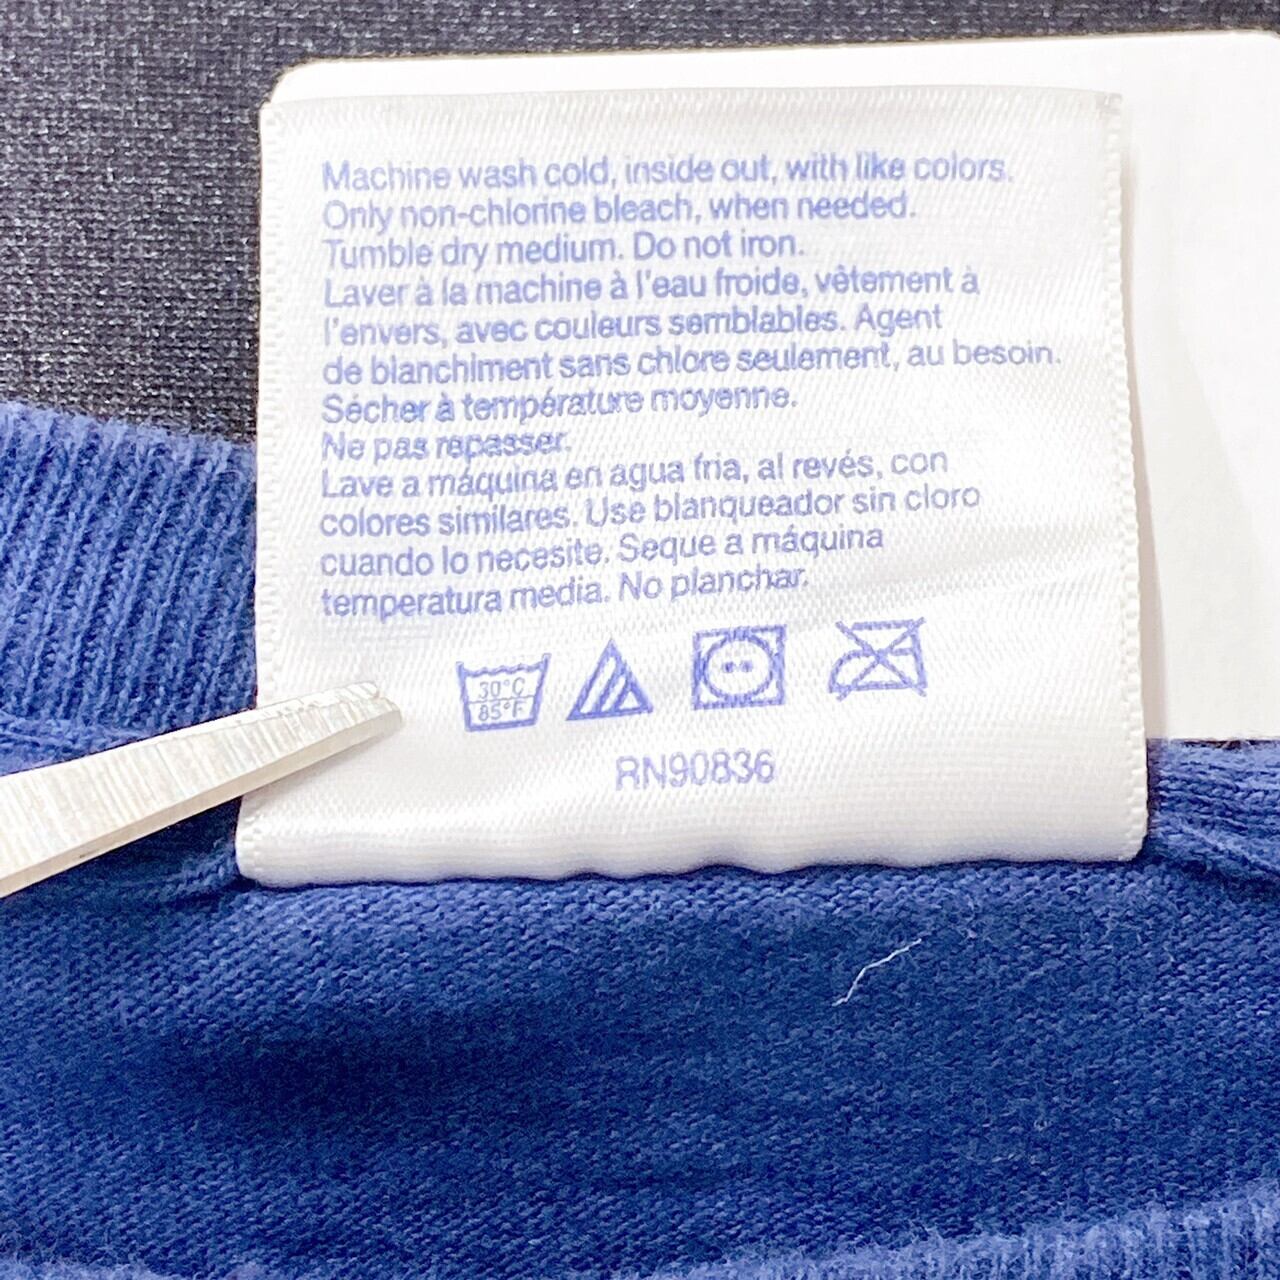 Machine wash cold, inside out, with like colors.
Only non-chlorine bleach, when needed.
Tumble dry medium. Do not iron.
Laver à la machine à l'eau froide, vêtement à
l'envers, avec couleurs semblables. Agent
de blanchiment sans chlore seulement, au besoin.
Sécher à température moyenne.
Ne pas repasser.
Lave a máquina en agua fria, al revés, con
colores similares. Use blanqueador sin cloro
cuando lo necesite. Seque a máquina
temperatura media. No planchar.
30°C
85°F
RN90836